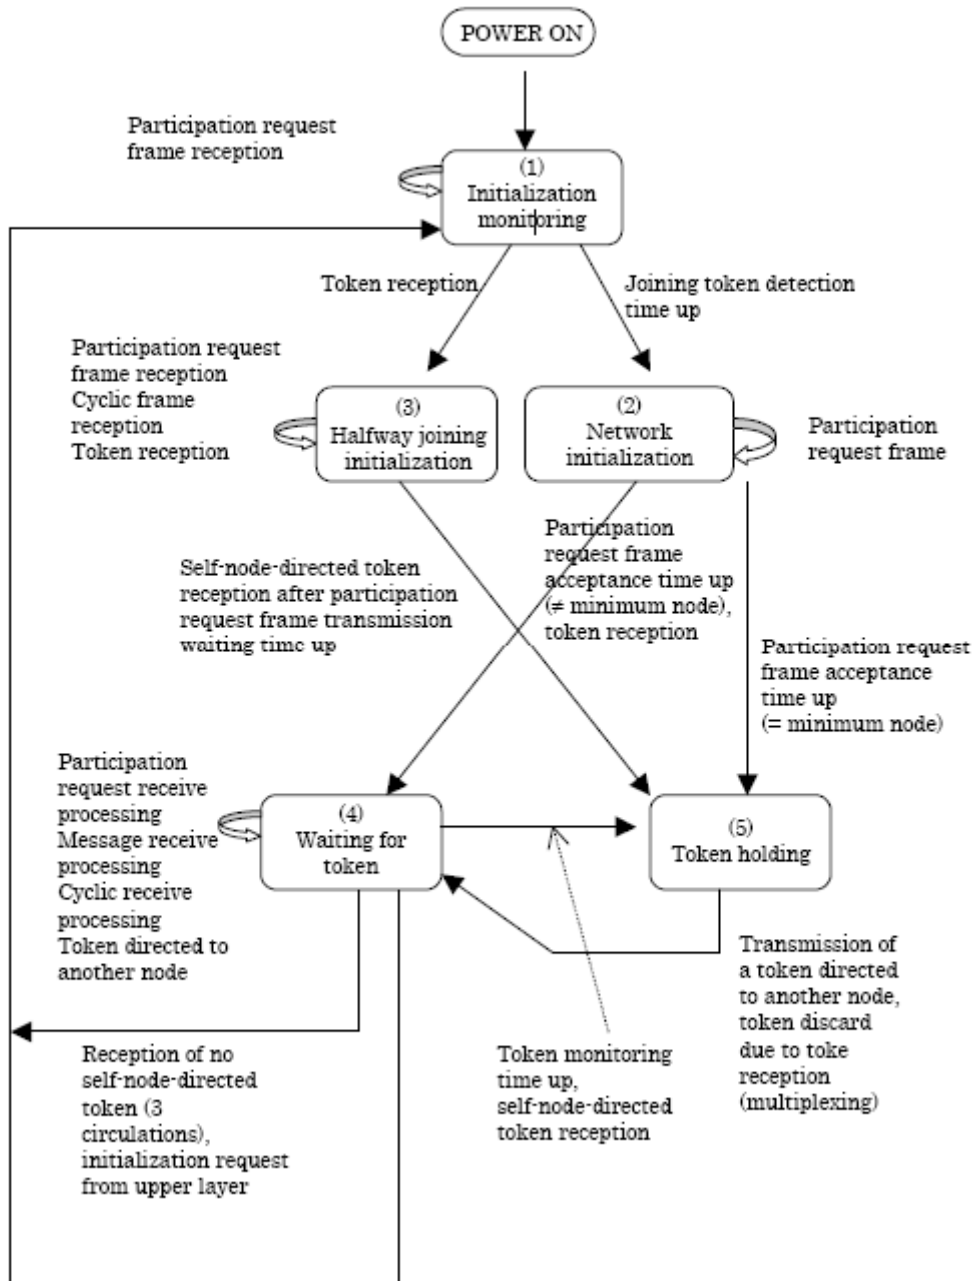 POWER ON
Participation request
frame reception
(1)
Initialization
monitoring
Token reception
Joining token detection
time up
Participation request
frame reception
Cyclic frame
reception
Token reception
(3)
Halfway joining
initialization
(2)
Network
initialization
Participation
request frame
Self-node-directed token
reception after participation
request frame transmission
waiting time up
Participation
request frame
acceptance time up
(≠ minimum node),
token reception
Participation request
frame acceptance
time up
(= minimum node)
Participation
request receive
processing
Message receive
processing
Cyclic receive
processing
Token directed to
another node
(4)
Waiting for
token
(5)
Token holding
Transmission of
a token directed
to another node,
token discard
due to toke
reception
(multiplexing)
Reception of no
self-node-directed
token (3
circulations),
initialization request
from upper layer
Token monitoring
time up,
self-node-directed
token reception